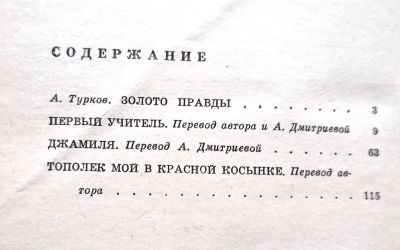 СОДЕРЖАНИЕ
А. Турков. ЗОЛОТО ПРАВДЫ . . . . . . . . 3
ПЕРВЫЙ УЧИТЕЛЬ. Перевод автора и А. Дмитриевой 9
ДЖАМИЛЯ. Перевод А. Дмитриевой . . . . . . 63
ТОПОЛЕК МОЙ В КРАСНОЙ КОСЫНКЕ. Перевод ав-
тора . . . . . . . . . . . . . . . 115